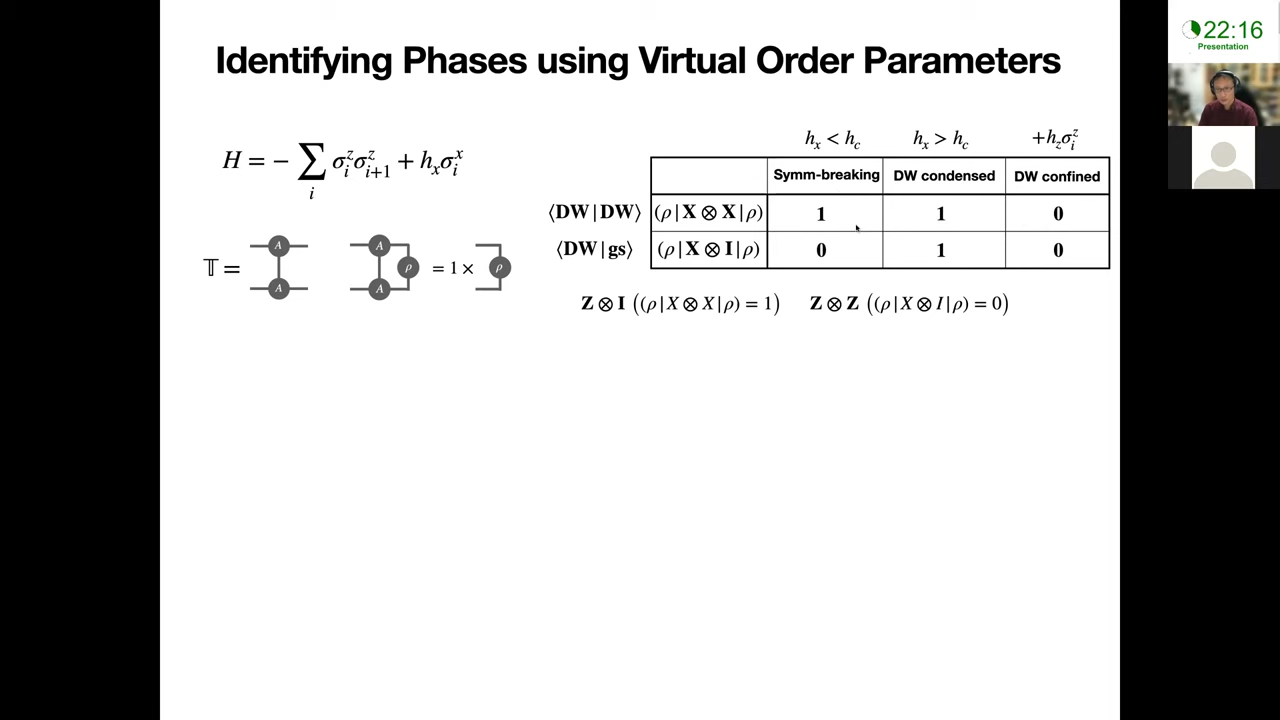 Identifying Phases using Virtual Order Parameters
22:16
Presentation
H = − ∑_i σ_i^z σ_{i+1}^z + h_x σ_i^x
h_x < h_c h_x > h_c +h_z σ_i^z
Symm-breaking DW condensed DW confined
⟨DW|DW⟩ (ρ|X ⊗ X|ρ) 1 1 0
⟨DW|gs⟩ (ρ|X ⊗ I|ρ) 0 1 0
𝕋 = A A A A ρ = 1 × ρ
Z ⊗ I ((ρ|X ⊗ X|ρ) = 1) Z ⊗ Z ((ρ|X ⊗ I|ρ) = 0)